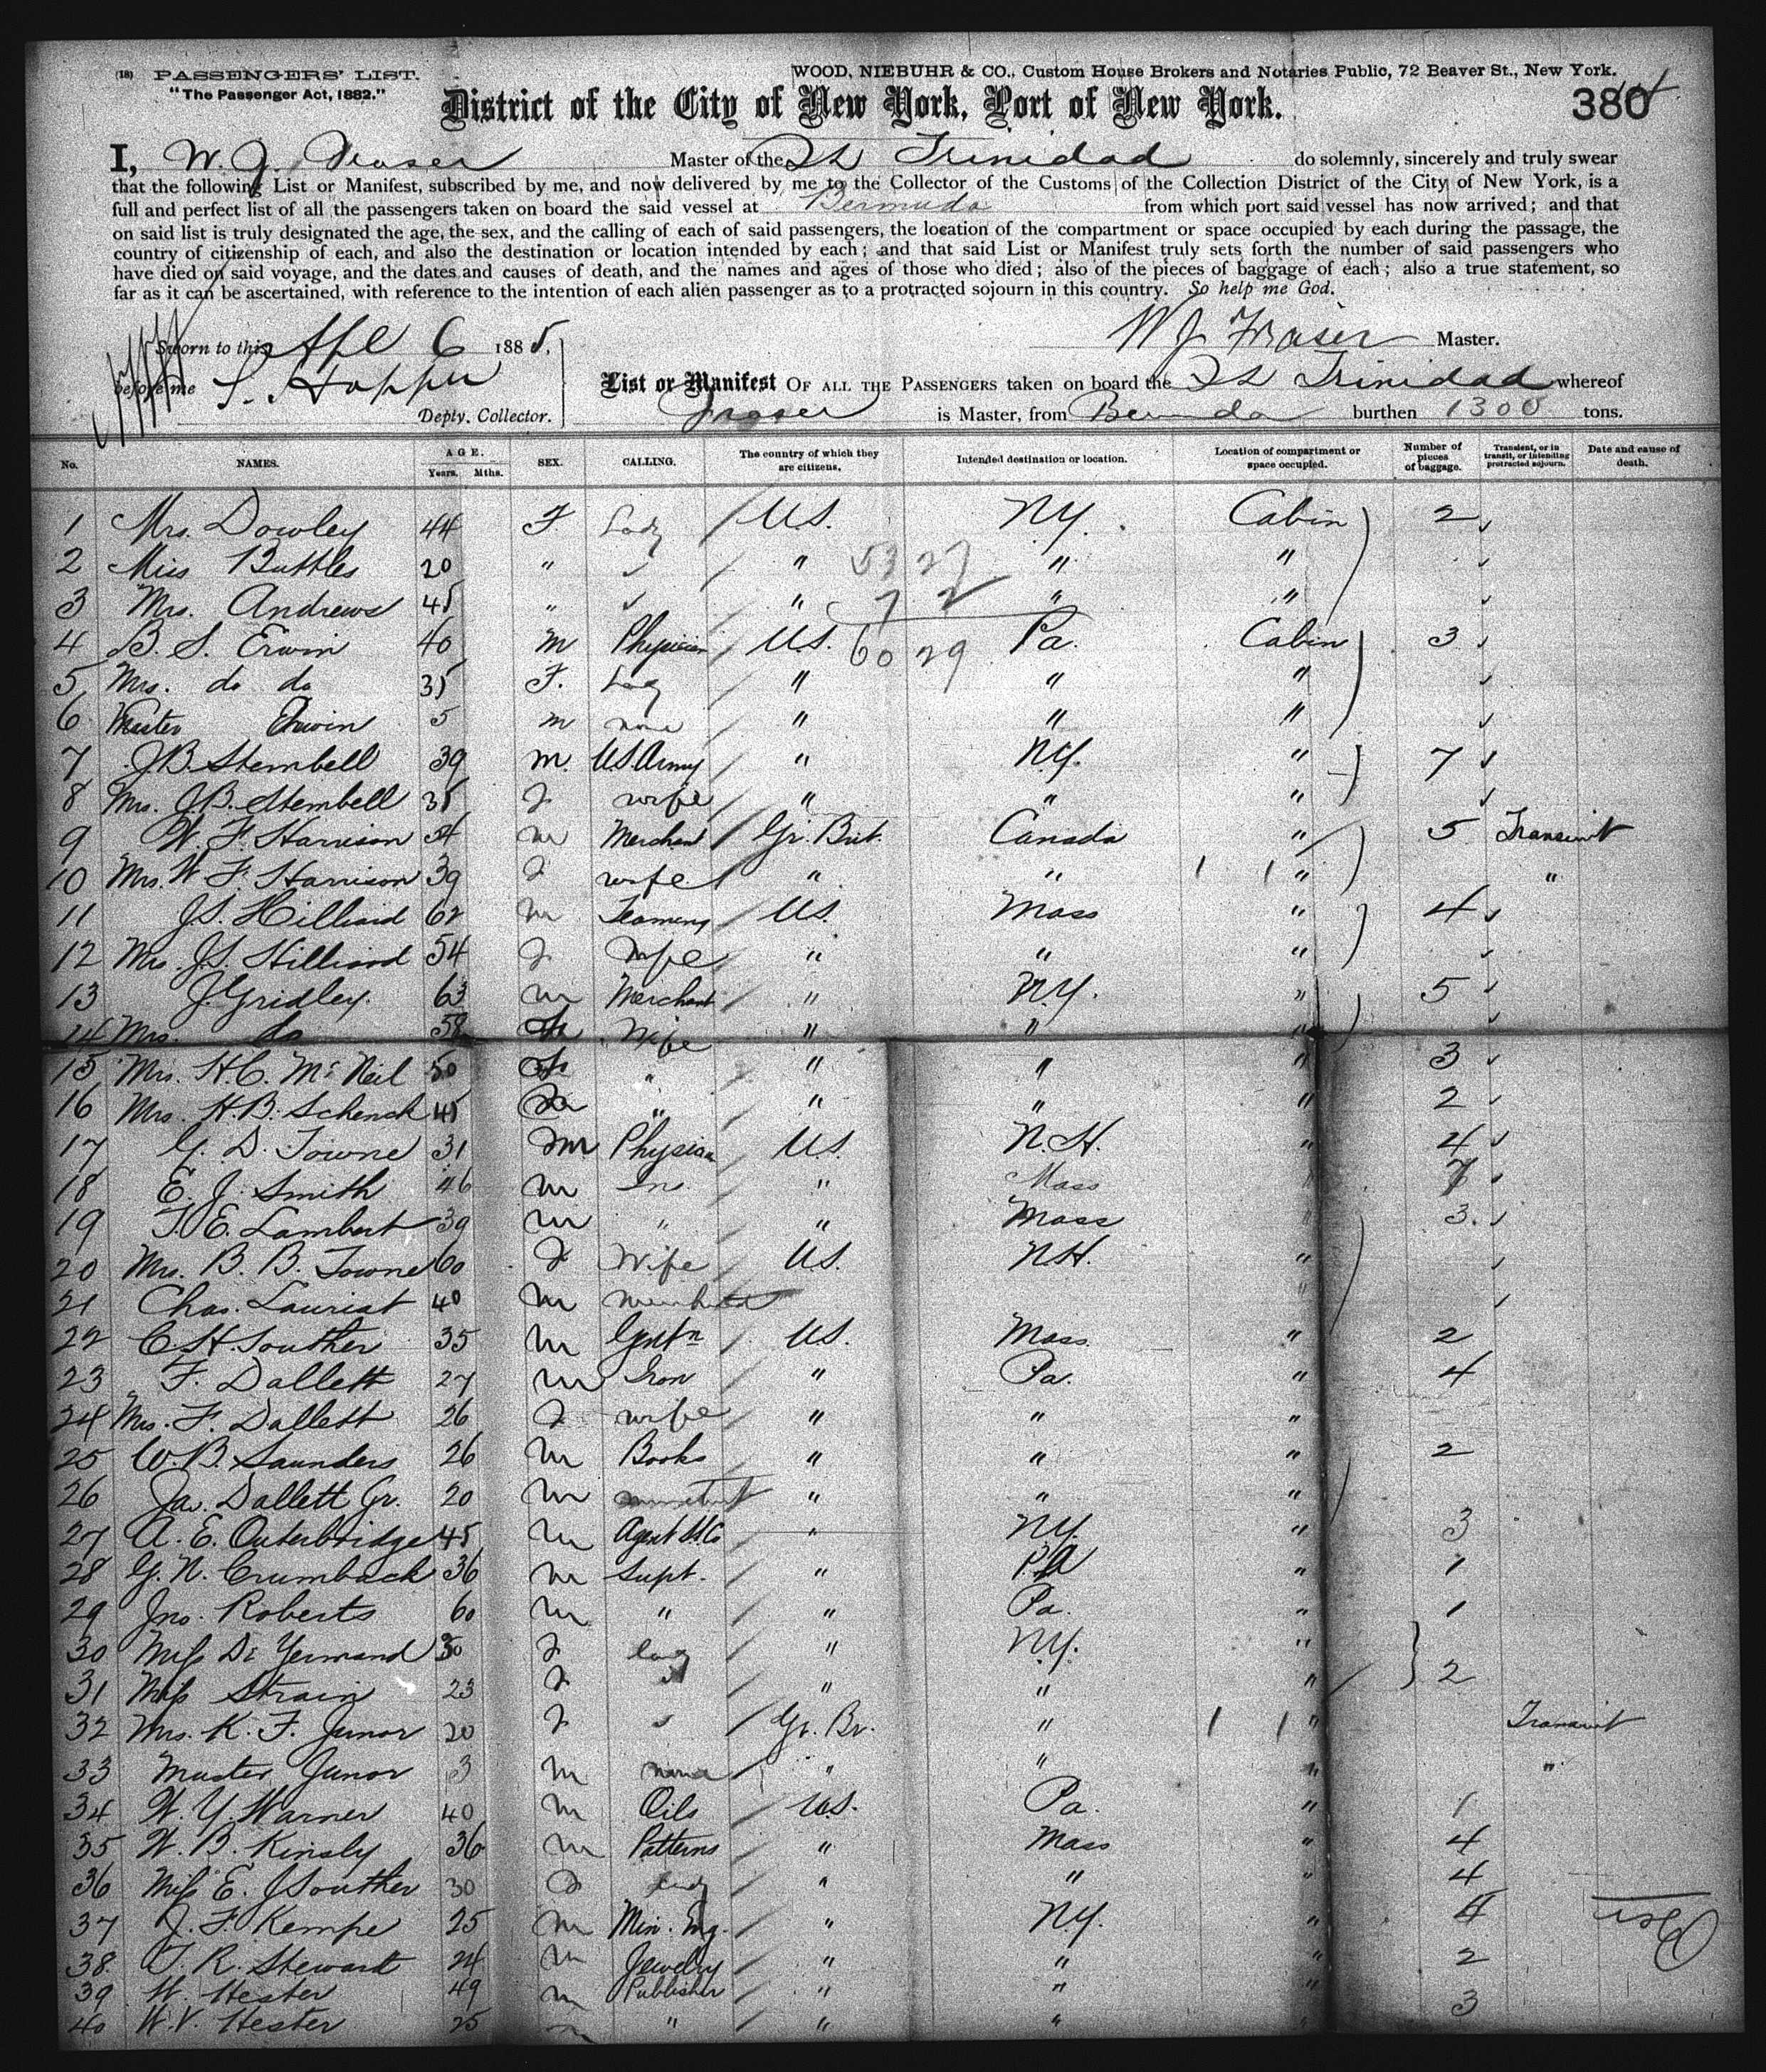 (18) PASSENGERS' LIST.
"The Passenger Act, 1882."
WOOD, NIEBUHR & CO., Custom House Brokers and Notaries Public, 72 Beaver St., New York.
District of the City of New York, Port of New York.
380
I, W. J. Fraser Master of the SS Trinidad do solemnly, sincerely and truly swear
that the following List or Manifest, subscribed by me, and now delivered by me to the Collector of the Customs of the Collection District of the City of New York, is a
full and perfect list of all the passengers taken on board the said vessel at Bermuda from which port said vessel has now arrived; and that
on said list is truly designated the age, the sex, and the calling of each of said passengers, the location of the compartment or space occupied by each during the passage, the
country of citizenship of each, and also the destination or location intended by each; and that said List or Manifest truly sets forth the number of said passengers who
have died on said voyage, and the dates and causes of death, and the names and ages of those who died; also of the pieces of baggage of each; also a true statement, so
far as it can be ascertained, with reference to the intention of each alien passenger as to a protracted sojourn in this country. So help me God.
Sworn to this Apl 6 1885,
W J Fraser Master.
before me S. Hopper
Depty. Collector.
List or Manifest OF ALL THE PASSENGERS taken on board the SS Trinidad whereof
Fraser is Master, from Bermuda burthen 1300 tons.
No. NAMES. AGE. Years. Mths. SEX. CALLING. The country of which they are citizens. Intended destination or location. Location of compartment or space occupied. Number of pieces of baggage. Transient, or in transit, or intending protracted sojourn. Date and cause of death.
1 Mrs. Dowley 44 F Lady U.S. N.Y. Cabin 2
2 Miss Buttles 20 " " " " 53 27
3 Mrs. Andrews 45 " " " " 7 2
4 B. S. Erwin 40 m Physician U.S. 60 29 Pa. Cabin 3
5 Mrs. do do 35 F. Lady " " "
6 Master Erwin 5 m none " " "
7 J.B. Stembell 39 m. U.S. Army " N.Y. " 7
8 Mrs. J.B. Stembell 35 F wife " " "
9 W. F. Harrison 54 m Merchant Gr. Brit. Canada " 5 Transient
10 Mrs. W F. Harrison 39 F wife " " " "
11 J.S. Hilliard 62 m Teaming U.S. Mass " 4
12 Mrs. J.S. Hilliard 54 F wife " " "
13 J Gridley. 63 m Merchant " N.Y. " 5
14 Mrs. do 58 F Wife " " "
15 Mrs. H.C. McNeil 50 F " " " " 3
16 Mrs. H.B. Schenck 45 F " " " " 2
17 G. D. Towne 31 m Physician U.S. N.H. " 4
18 E. J. Smith 46 m " Mass 7
19 T. E. Lambert 39 m " " Mass " 3.
20 Mrs. B. B. Towne 60 F Wife U.S. N.H. "
21 Chas. Lauriat 40 m "
22 C H. Souther 35 m Gntn U.S. Mass. " 2
23 F. Dallett 27 m Iron " Pa. " 4
24 Mrs. F. Dallett 26 F wife " " "
25 W. B. Saunders 26 m Books " " " 2
26 Jas. Dallett Jr. 20 m " " "
27 A. E. Outerbridge 45 m Agent S.S. Co " N.Y. " 3
28 G. N. Crumback 36 m Supt. " PA " 1
29 Jno. Roberts 60 m " " Pa. " 1
30 Miss De Yermand 30 F lady " N.Y. "
31 Miss Strain 23 F " " " 2
32 Mrs. K. F. Junor 20 F Gr. Br. " " Transient
33 Master Junor 3 m none " " " "
34 W. Y. Warner 40 m Oils U.S. Pa. " 1
35 W. B. Kinsly 36 m Patterns " Mass " 4
36 Miss E. J Souther 30 F Lady " " " 4
37 J. F. Kempe 25 m Min. Eng. " N.Y. " 4
38 T. R. Stewart 24 m Jewelry " " " 2
39 W. Hester 49 m Publisher " " "
40 W. V. Hester 25 m " " " " 3